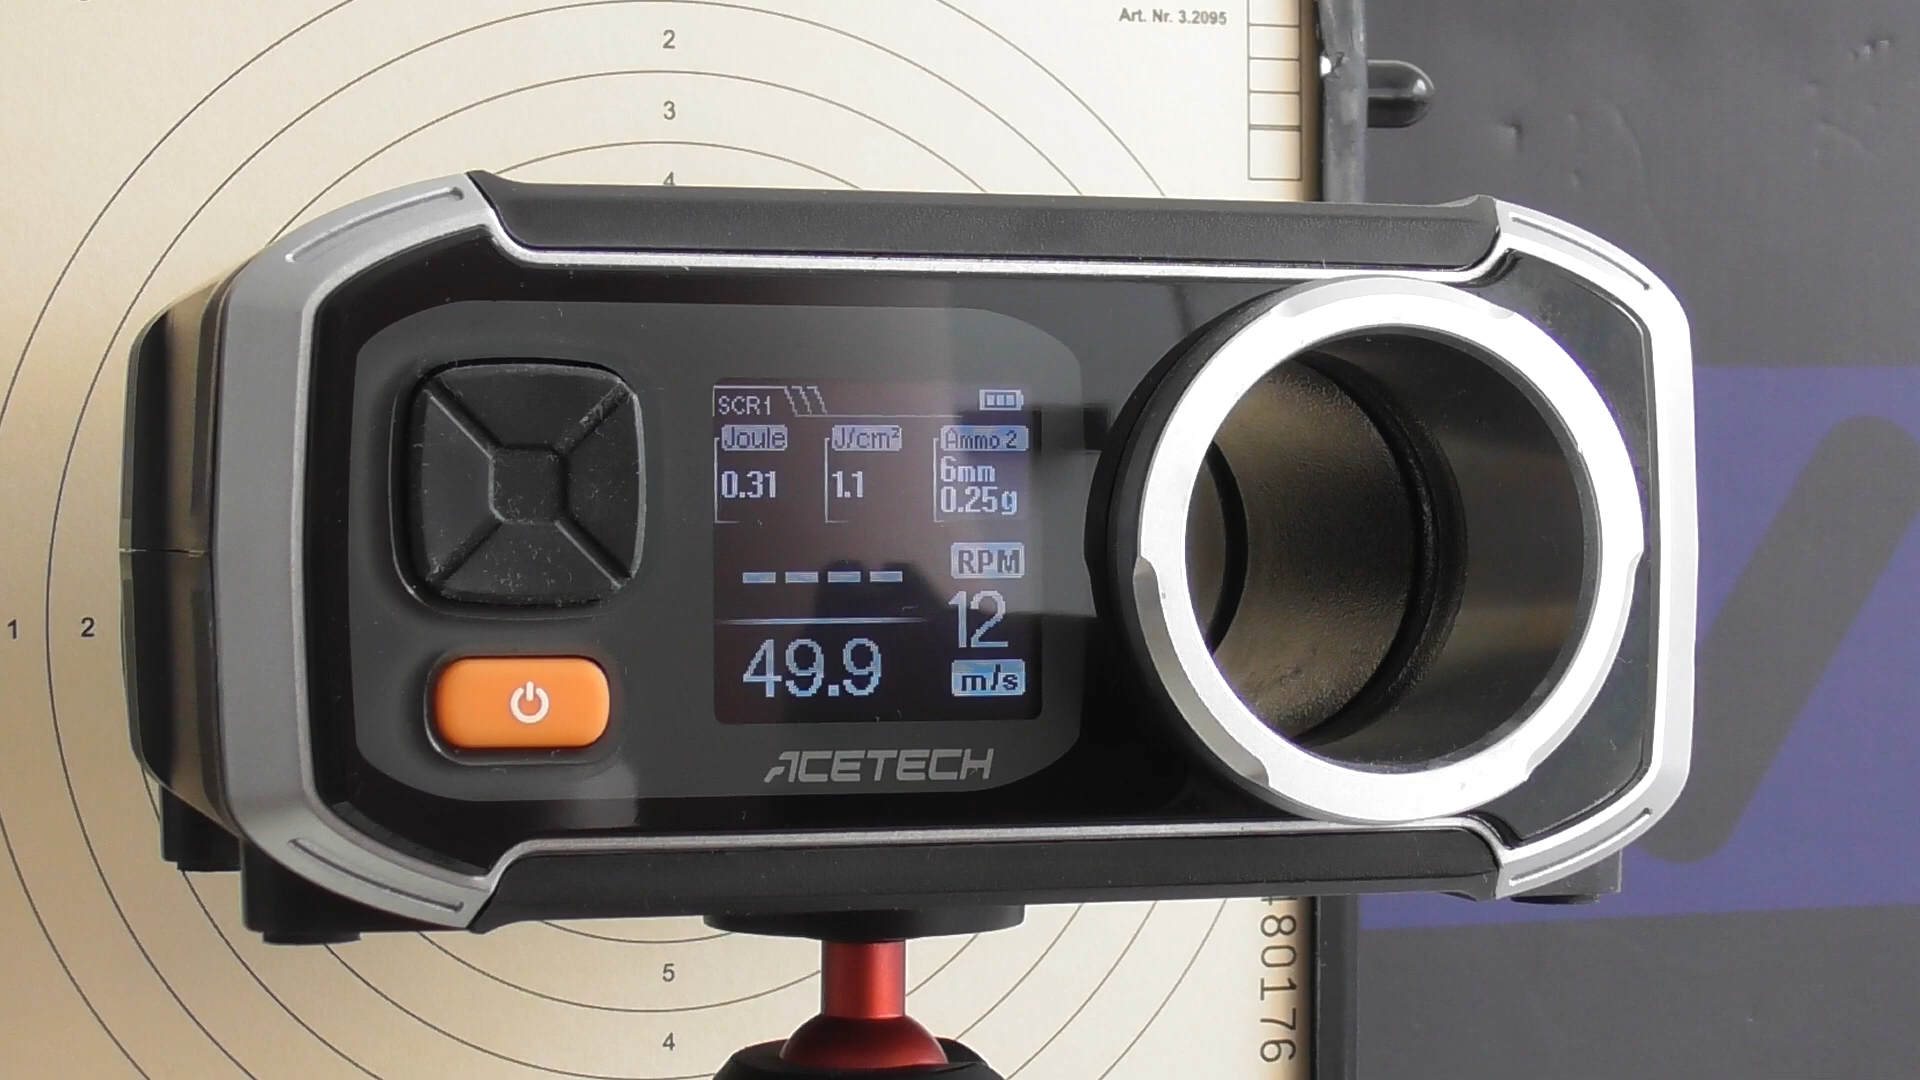 Art. Nr. 3.2095
2
3
4
SCR1
Joule J/cm² Ammo 2
0.31 1.1 6mm
0.25g
RPM
12
49.9 m/s
ACETECH
1 2
5
4
480176